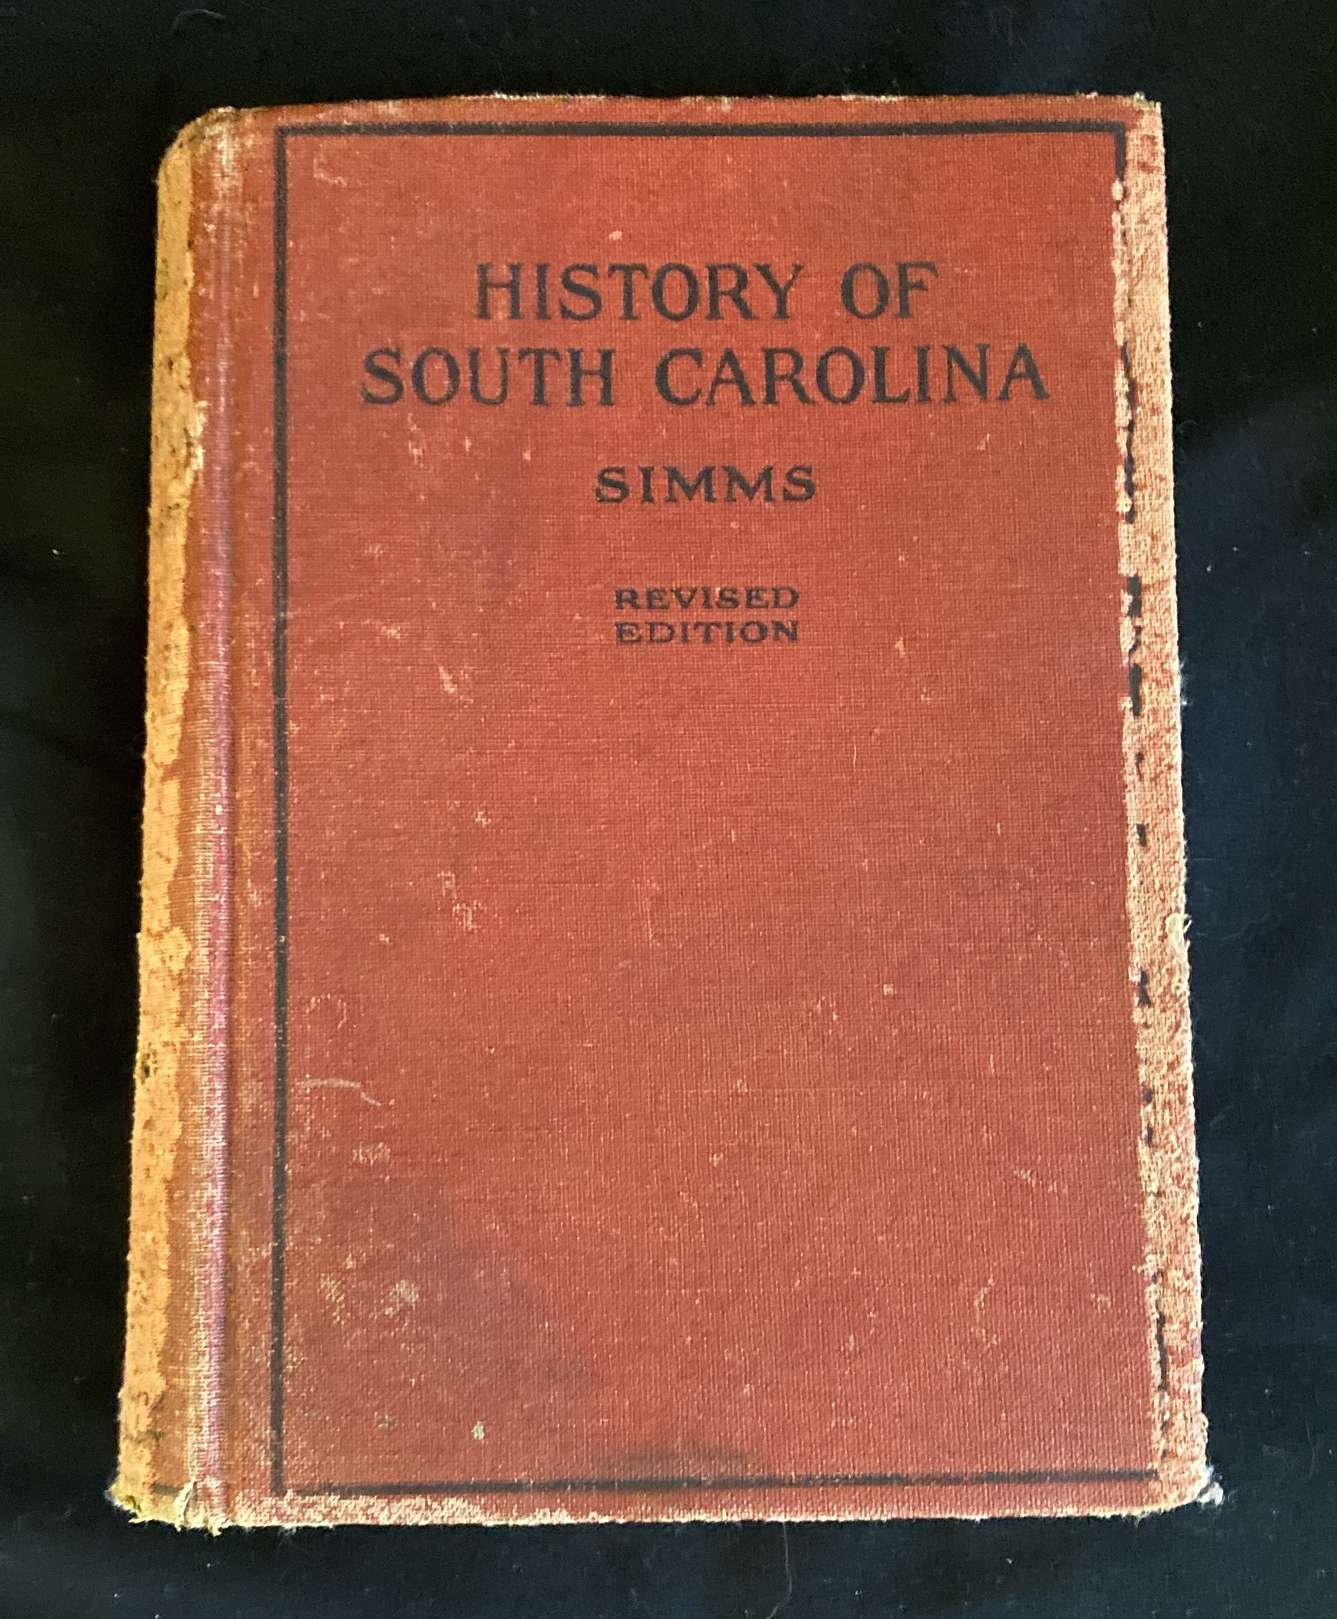 HISTORY OF
SOUTH CAROLINA
SIMMS
REVISED
EDITION